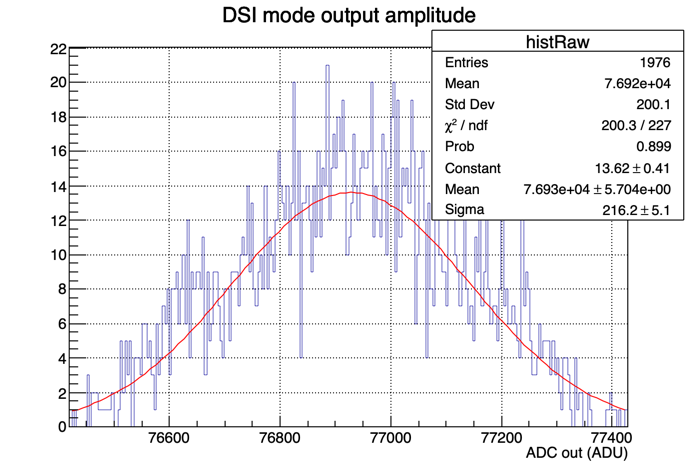 DSI mode output amplitude
histRaw
Entries 1976
Mean 7.692e+04
Std Dev 200.1
χ² / ndf 200.3 / 227
Prob 0.899
Constant 13.62 ± 0.41
Mean 7.693e+04 ± 5.704e+00
Sigma 216.2 ± 5.1
22
20
18
16
14
12
10
8
6
4
2
0
76600 76800 77000 77200 77400
ADC out (ADU)